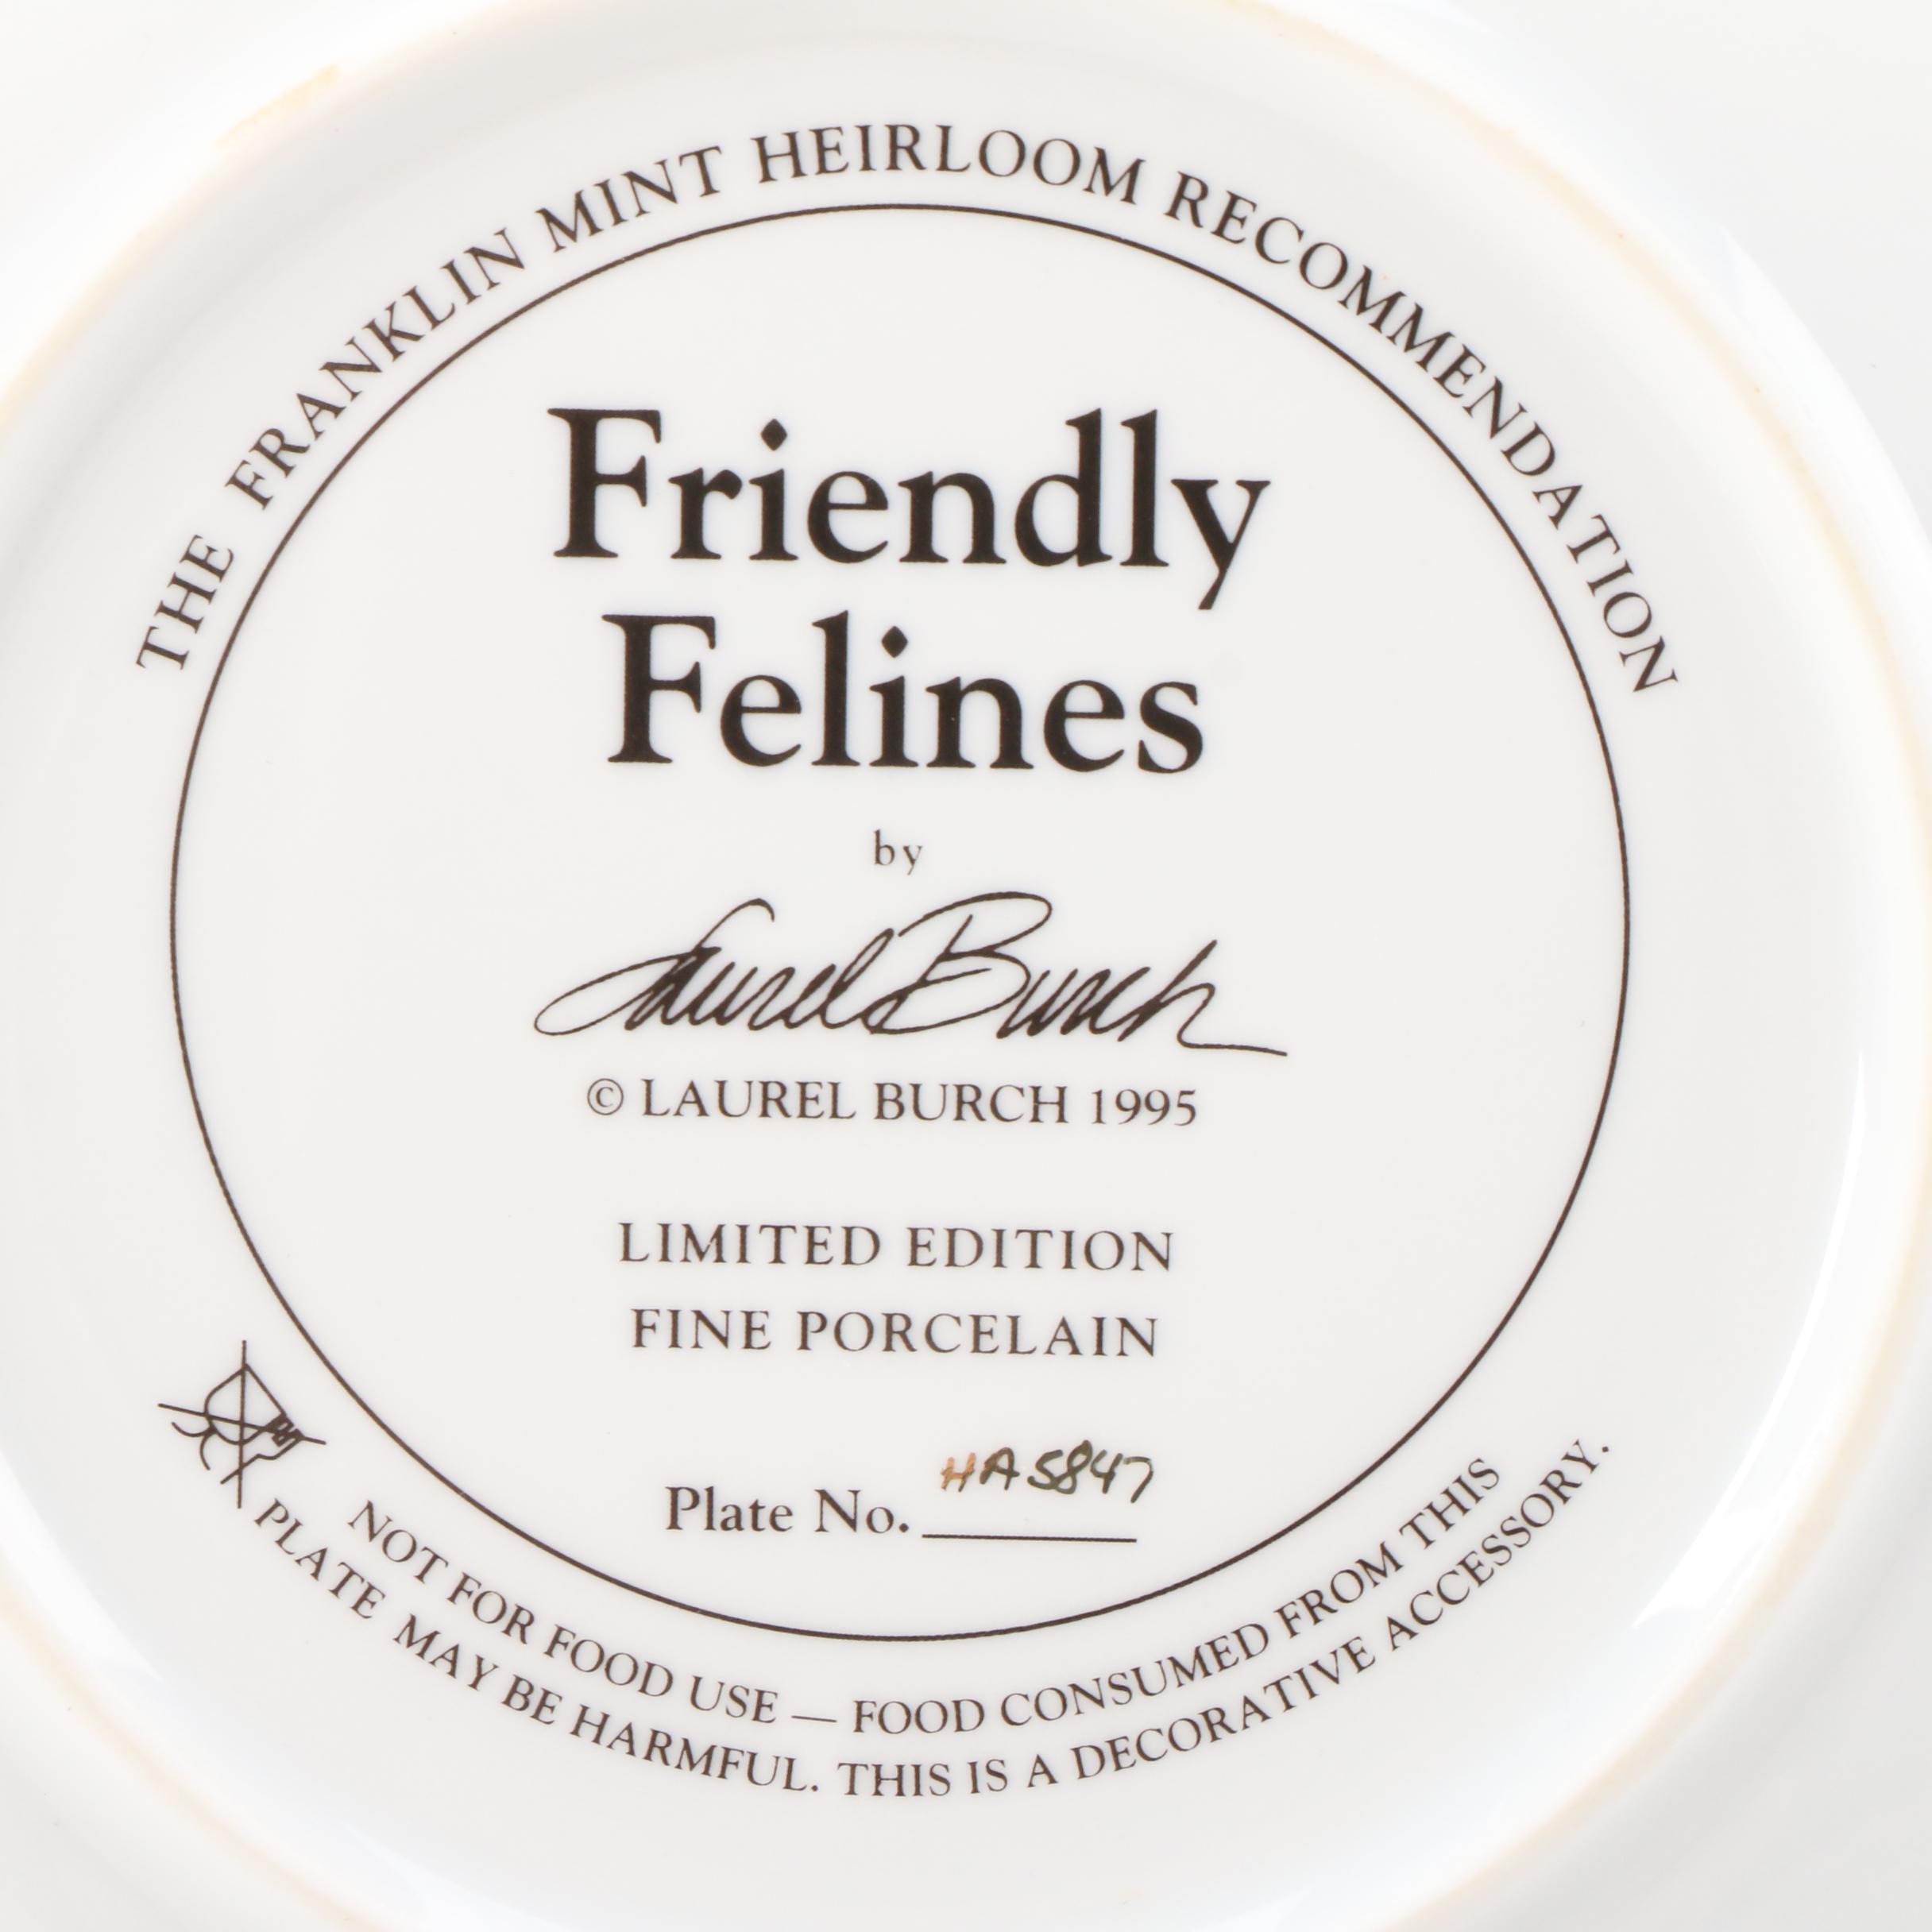 THE FRANKLIN MINT HEIRLOOM RECOMMENDATION
Friendly
Felines
by
Laurel Burch
© LAUREL BURCH 1995
LIMITED EDITION
FINE PORCELAIN
Plate No. HA5847
NOT FOR FOOD USE — FOOD CONSUMED FROM THIS
PLATE MAY BE HARMFUL. THIS IS A DECORATIVE ACCESSORY.